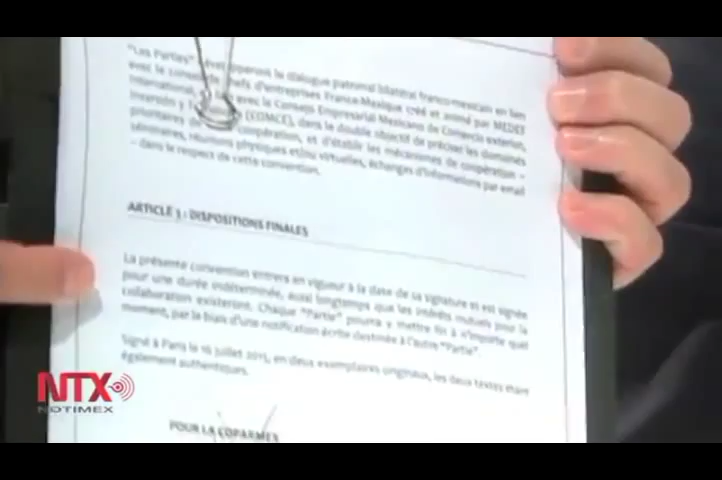 "Les Parties" développerons le dialogue patronal bilatéral franco-mexicain en lien
avec le conseil de chefs d'entreprises France-Mexique créé et animé par MEDEF
International, avec le Consejo Empresarial Mexicano de Comercio exterior,
Inversión y (COMCE), dans le double objectif de préciser les domaines
prioritaires de coopération, et d'établir les mécanismes de coopération –
séminaires, réunions physiques et/ou virtuelles, échanges d'informations par email
– dans le respect de cette convention.
ARTICLE 3 : DISPOSITIONS FINALES
La présente convention entrera en vigueur à la date de sa signature et est signée
pour une durée indéterminée, aussi longtemps que les intérêts mutuels pour la
collaboration existeront. Chaque "Partie" pourra y mettre fin à n'importe quel
moment, par le biais d'une notification écrite destinée à l'autre "Partie".
Signé à Paris le 16 juillet 2015, en deux exemplaires originaux, les deux textes étant
également authentiques.
POUR LA COPARMEX
NTX
NOTIMEX